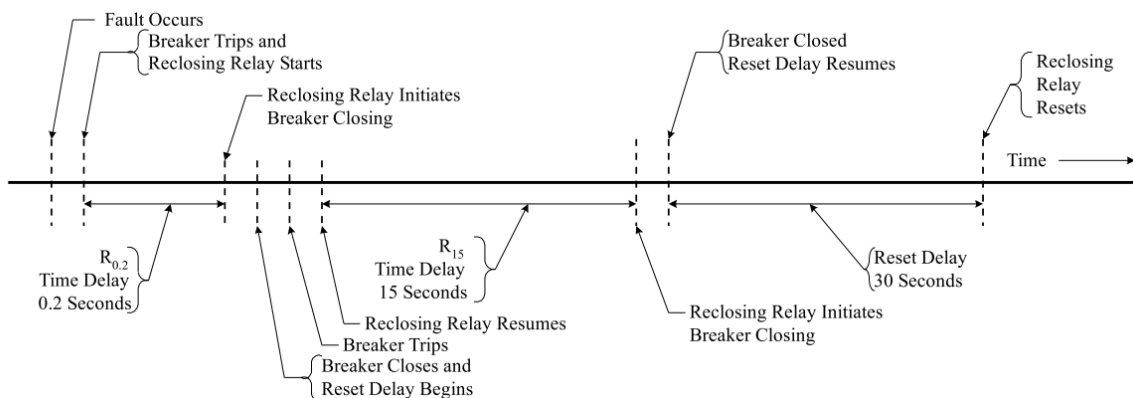 Fault Occurs
Breaker Trips and
Reclosing Relay Starts
Reclosing Relay Initiates
Breaker Closing
Breaker Closed
Reset Delay Resumes
Reclosing
Relay
Resets
Time
R0.2
Time Delay
0.2 Seconds
R15
Time Delay
15 Seconds
Reset Delay
30 Seconds
Reclosing Relay Initiates
Breaker Closing
Reclosing Relay Resumes
Breaker Trips
Breaker Closes and
Reset Delay Begins